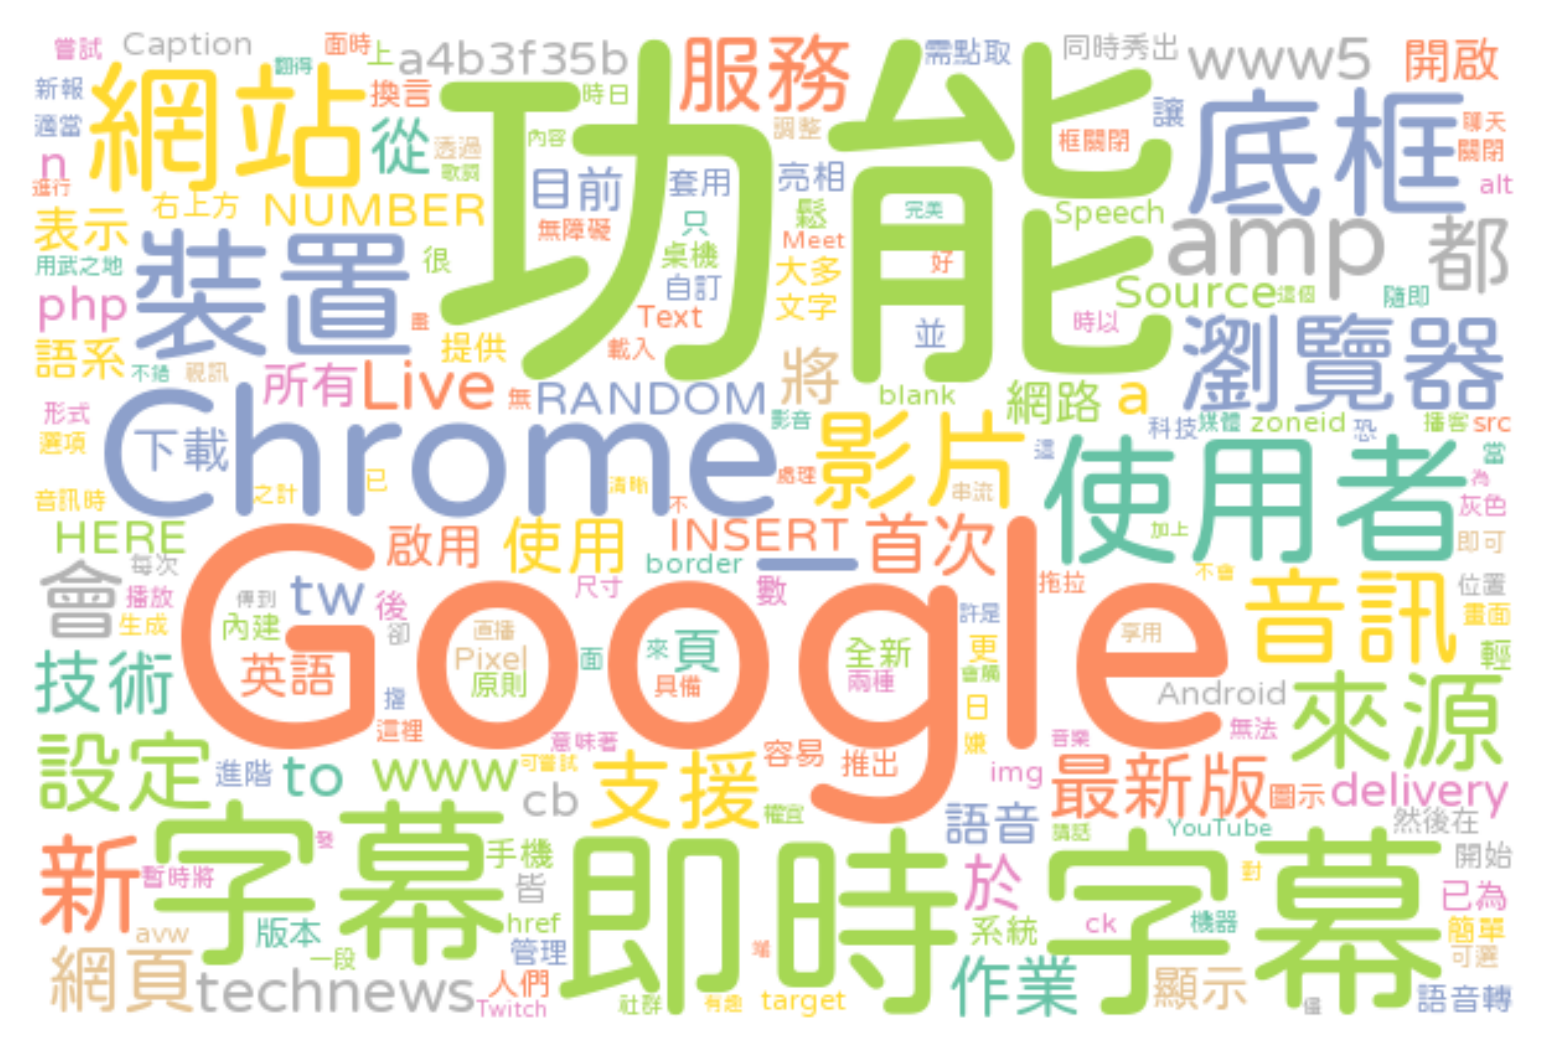 嘗試
Caption
面時
上
a4b3f35b
服務
功能
需點取
同時秀出
www5
開啟
翻得
新報
網站
換言
時日
適當
從
透過
歌詞
內容
調整
框關閉
讓
底框
聊天
關閉
n
進行
右上方
NUMBER
目前
套用
亮相
完美
Speech
alt
表示
無障礙
只
鬆
Meet
amp
都
用武之地
裝置
很
桌機
大多
好
Source
這個
隨即
php
畫
自訂
文字
Text
並
時以
語系
提供
載入
將
瀏覽器
不錯
視訊
所有
Live
無
RANDOM
blank
網路
a
形式
Chrome
下載
影音
影片
科技
媒體
zoneid
恐
播客
src
選項
這
使用者
當
音訊時
之計
已
清晰
不
處理
串流
為
灰色
HERE
啟用
使用
INSERT
一
首次
加上
即可
每次
border
會
播放
傳到
tw
後
尺寸
數
許是
拖拉
不會
音訊
位置
畫面
生成
內建
卻
Google
直播
來
頁
全新
更
享用
輕
技術
英語
Pixel
原則
面
具備
兩種
會觸
Android
來源
這裡
日
無法
設定
進階
to
www
意味著
可嘗試
容易
推出
嫌
音樂
img
最新版
圖示
delivery
cb
支援
權宜
語音
講話
YouTube
然後在
新
字幕
發
暫時將
手機
皆
即時字幕
於
對
開始
已為
avw
版本
一段
href
管理
系統
ck
機器
簡單
可選
網頁
technews
人們
Twitch
社群
有趣
target
作業
顯示
僅
語音轉